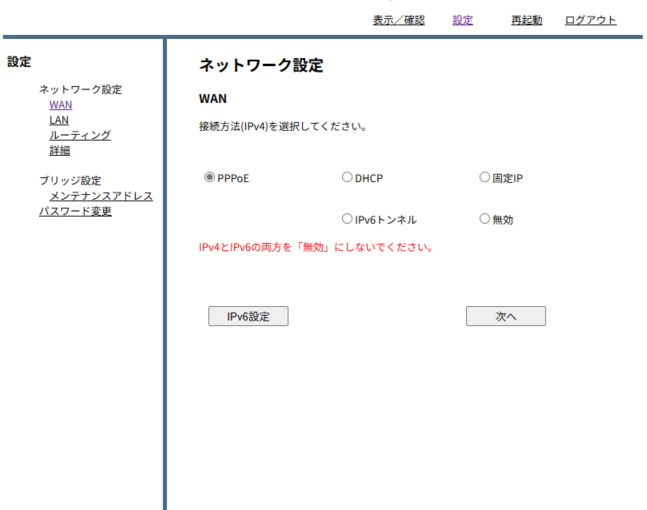 表示／確認 設定 再起動 ログアウト
設定
ネットワーク設定
WAN
LAN
ルーティング
詳細
ブリッジ設定
メンテナンスアドレス
パスワード変更
ネットワーク設定
WAN
接続方法(IPv4)を選択してください。
PPPoE DHCP 固定IP
IPv6トンネル 無効
IPv4とIPv6の両方を「無効」にしないでください。
IPv6設定 次へ